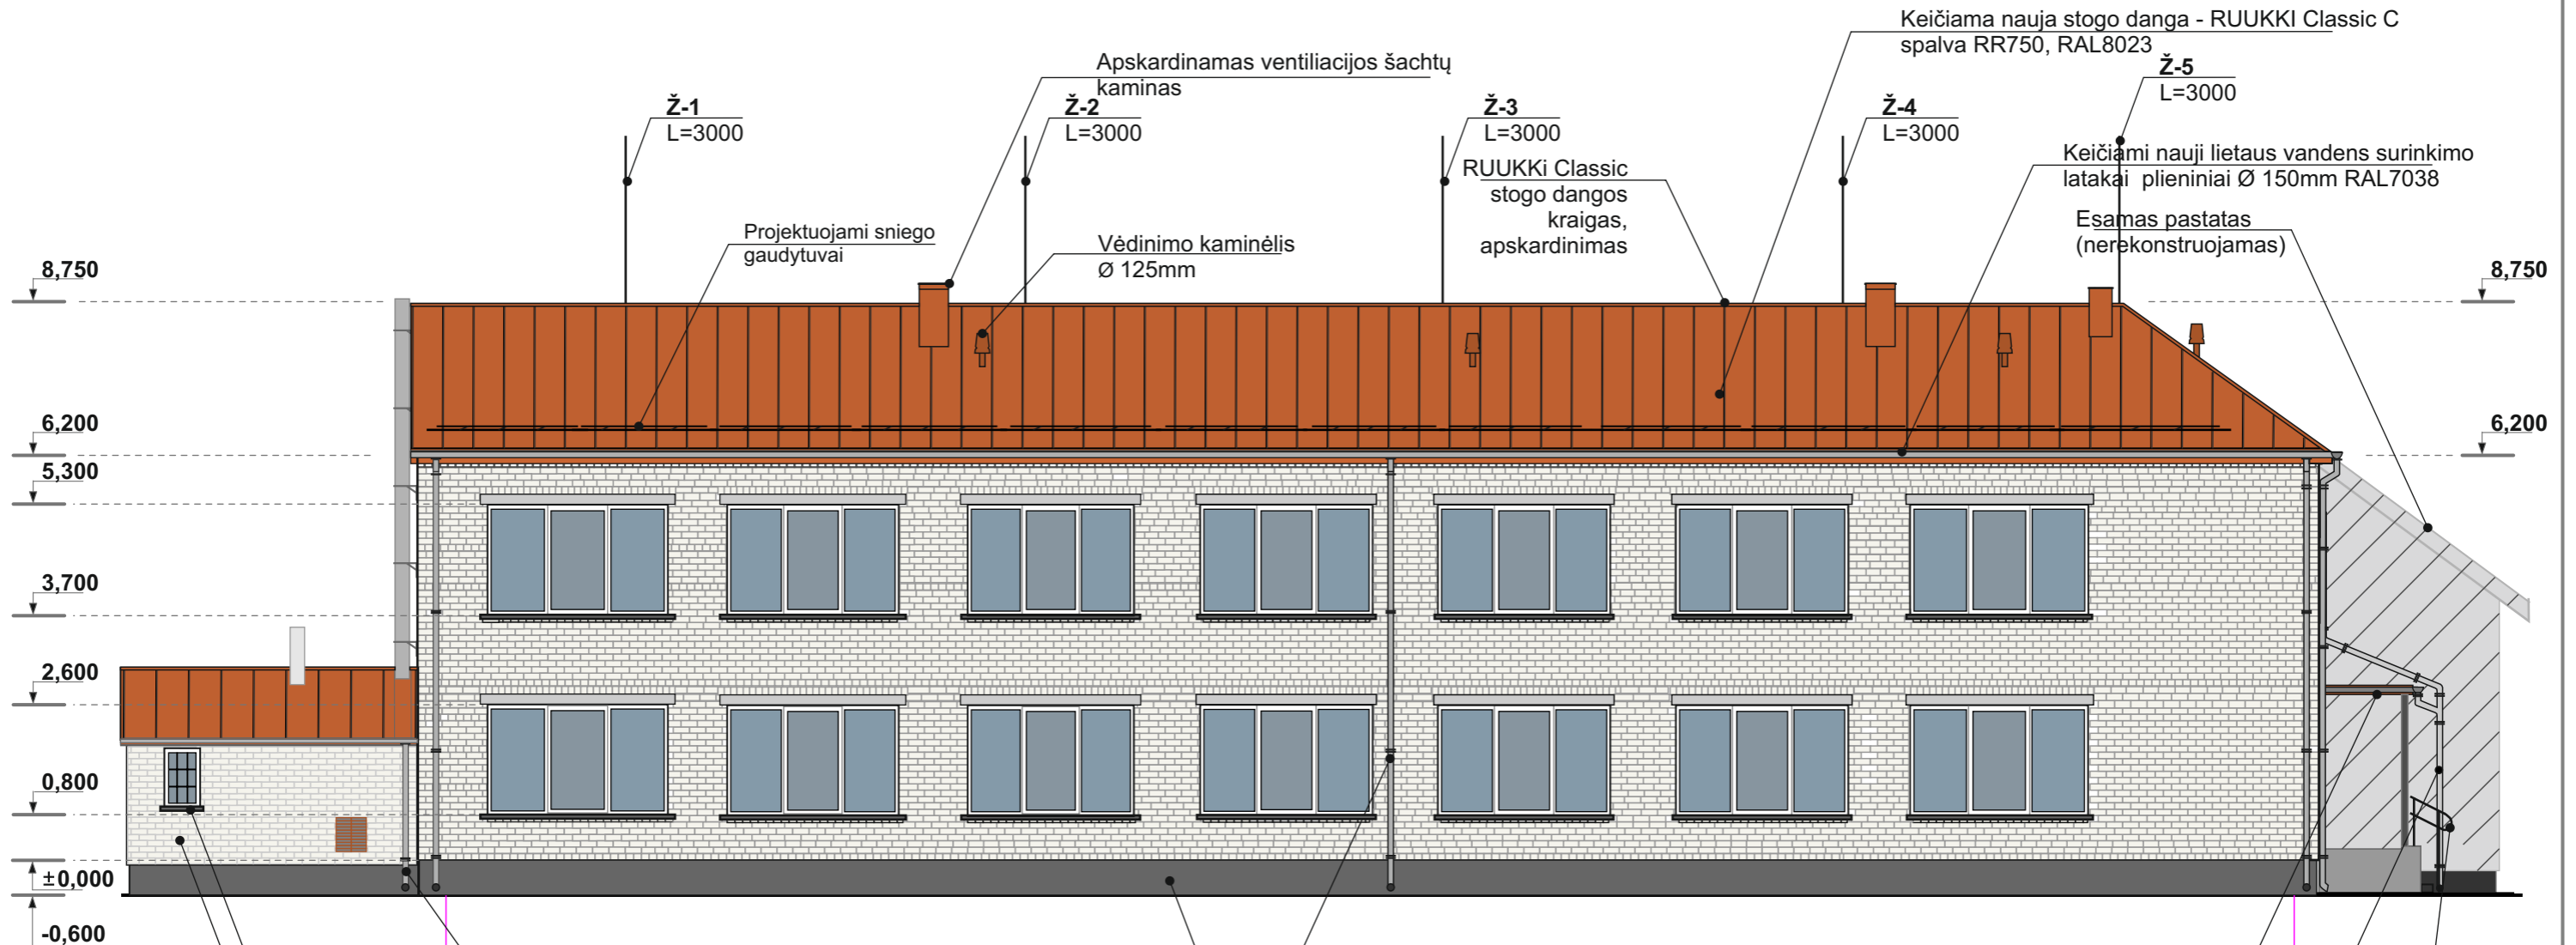 Keičiama nauja stogo danga - RUUKKI Classic C
spalva RR750, RAL8023
Apskardinamas ventiliacijos šachtų
kaminas
Ž-1
L=3000
Ž-2
L=3000
Ž-3
L=3000
Ž-4
L=3000
Ž-5
L=3000
RUUKKi Classic
stogo dangos
kraigas,
apskardinimas
Keičiami nauji lietaus vandens surinkimo
latakai plieniniai Ø 150mm RAL7038
Esamas pastatas
(nerekonstruojamas)
Projektuojami sniego
gaudytuvai
Vėdinimo kaminėlis
Ø 125mm
8,750
6,200
5,300
3,700
2,600
0,800
±0,000
-0,600
8,750
6,200